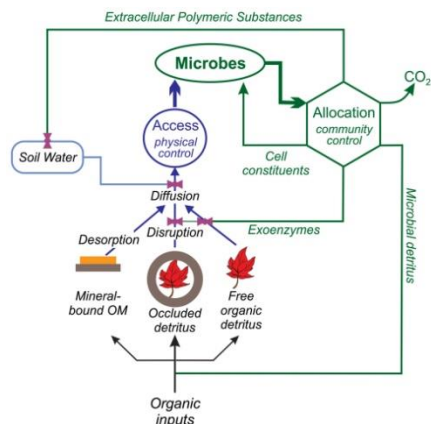 Extracellular Polymeric Substances
Microbes
CO2
Access
physical
control
Allocation
community
control
Soil Water
Cell
constituents
Diffusion
Microbial detritus
Desorption
Disruption
Exoenzymes
Mineral-
bound OM
Occluded
detritus
Free
organic
detritus
Organic
inputs